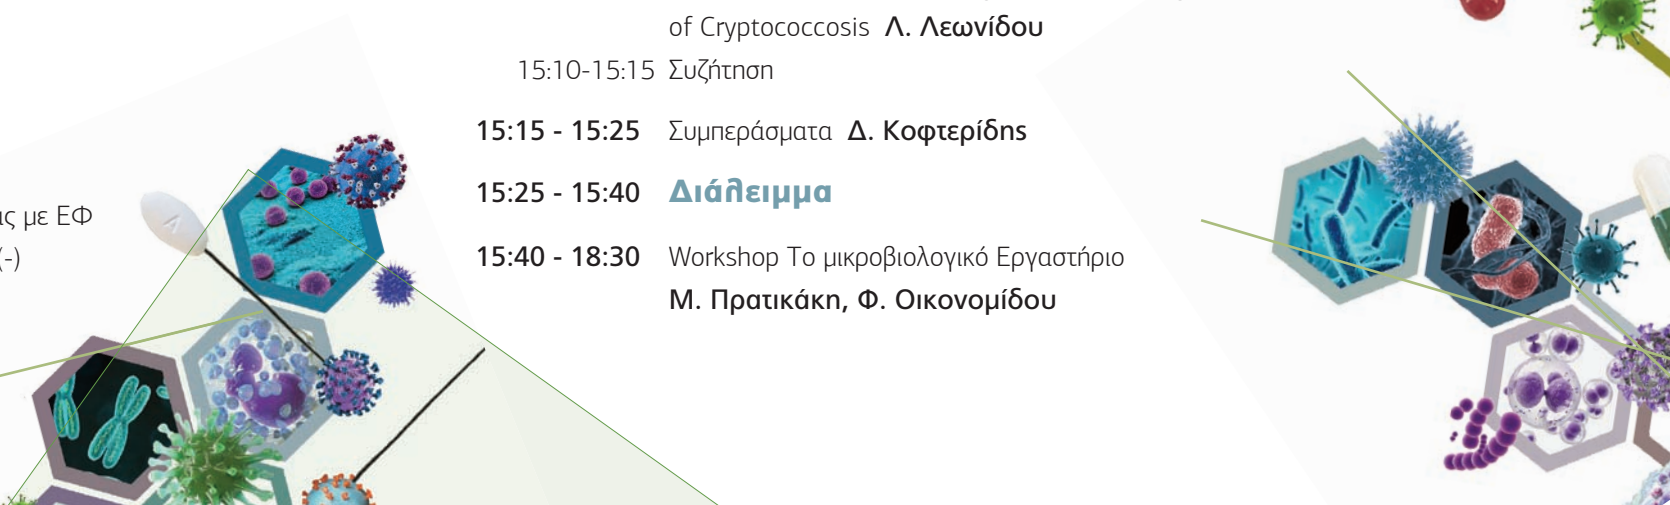 of Cryptococcosis Λ. Λεωνίδου
15:10-15:15 Συζήτηση
15:15 - 15:25 Συμπεράσματα Δ. Κοφτερίδης
15:25 - 15:40 Διάλειμμα
15:40 - 18:30 Workshop Το μικροβιολογικό Εργαστήριο
Μ. Πρατικάκη, Φ. Οικονομίδου
ς με ΕΦ
(-)